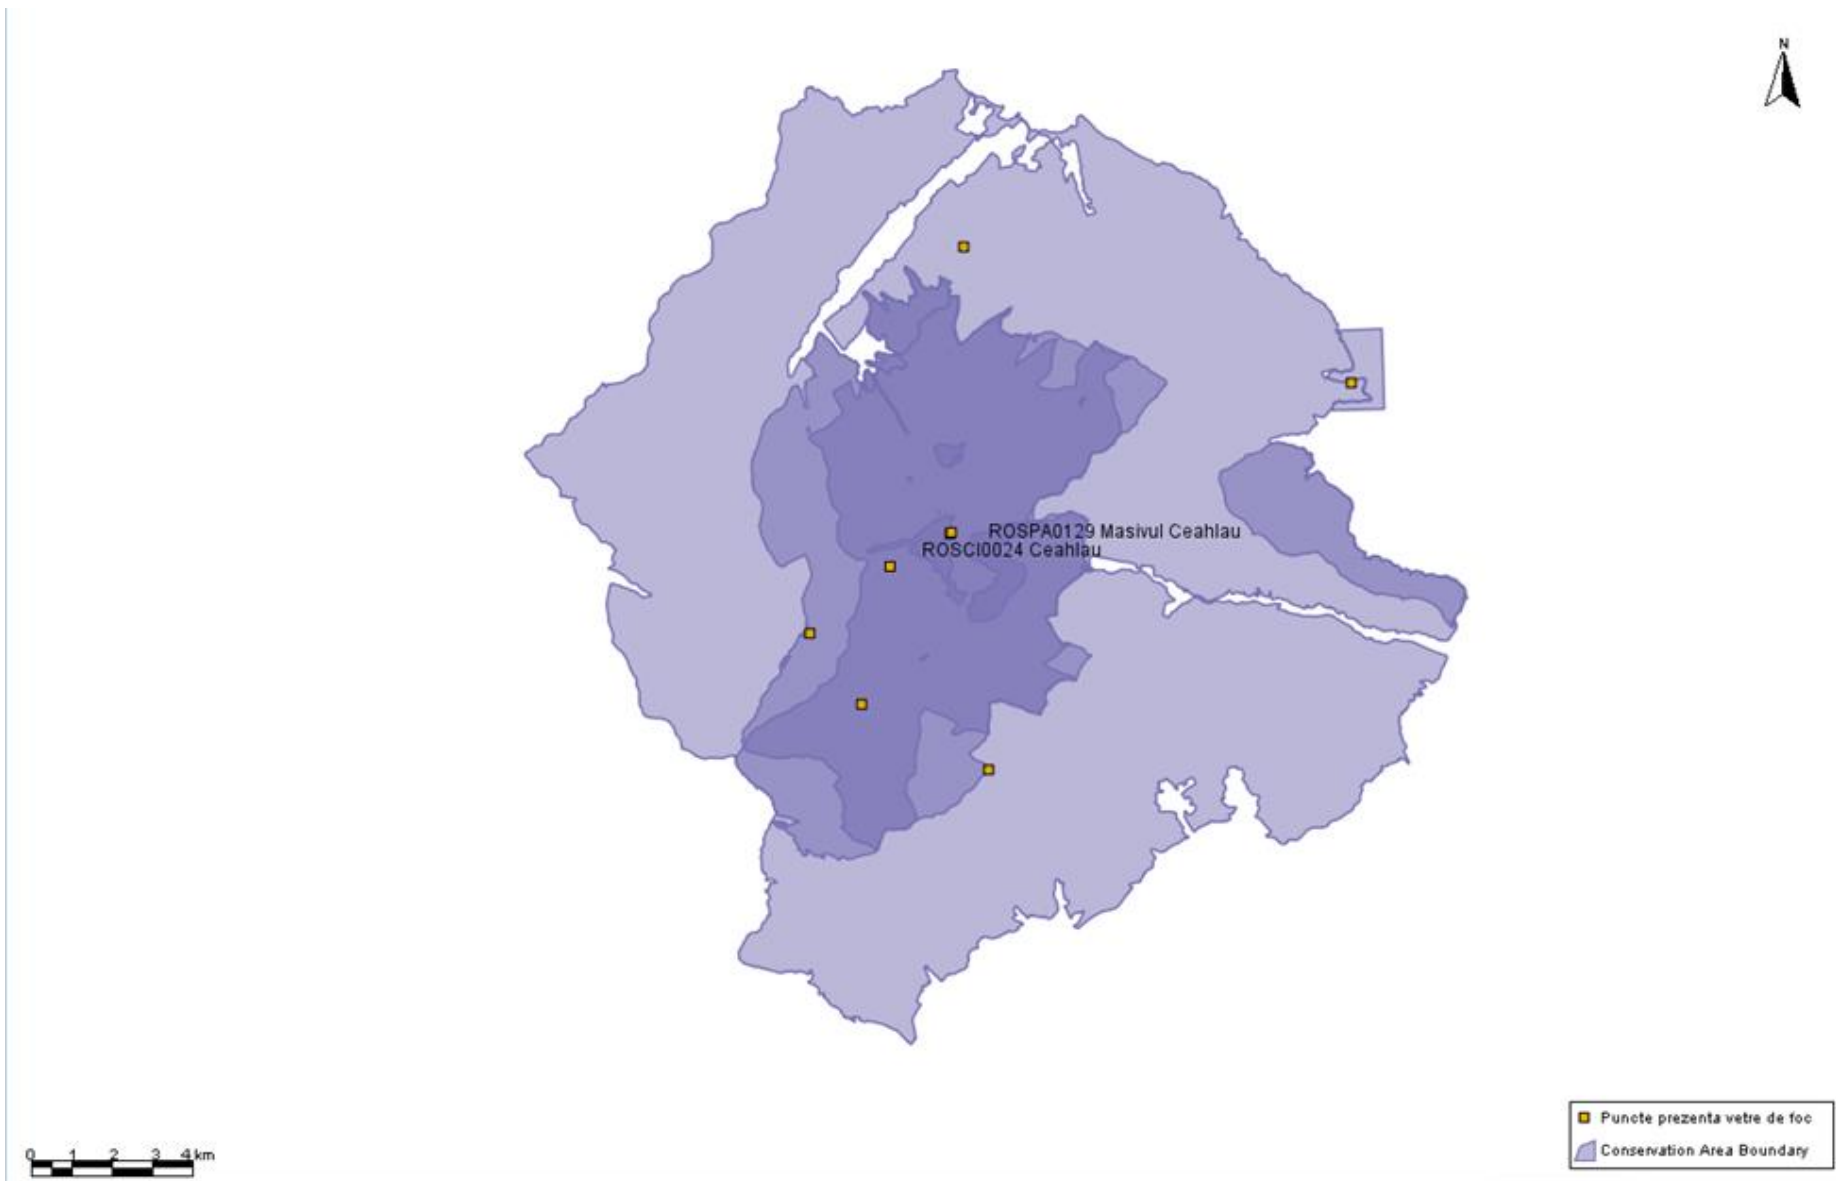 N
ROSPA0129 Masivul Ceahlau
ROSCI0024 Ceahlau
Puncte prezenta vetre de foc
Conservation Area Boundary
0 1 2 3 4 km